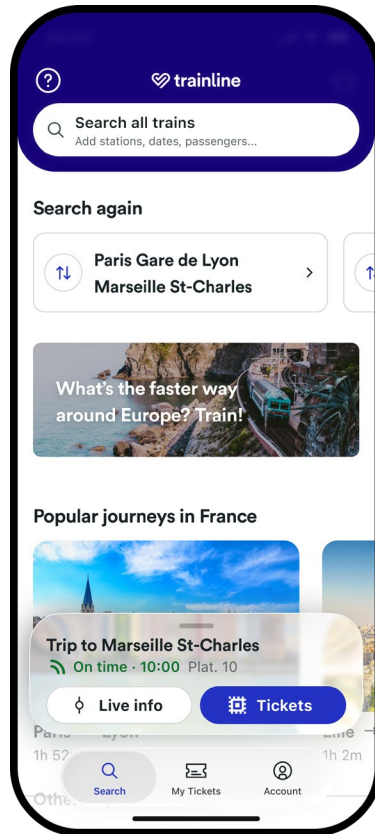 trainline
Search all trains
Add stations, dates, passengers...
Search again
Paris Gare de Lyon
Marseille St-Charles
What's the faster way
around Europe? Train!
Popular journeys in France
Trip to Marseille St-Charles
On time · 10:00 Plat. 10
Live info
Tickets
Lyon
1h 2m
Search
My Tickets
Account